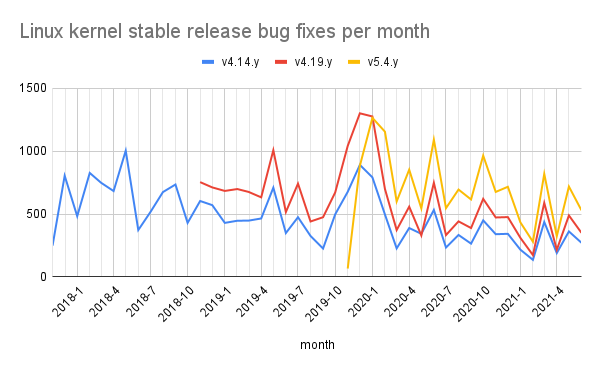 Linux kernel stable release bug fixes per month
v4.14.y v4.19.y v5.4.y
1500
1000
500
0
2018-1 2018-4 2018-7 2018-10 2019-1 2019-4 2019-7 2019-10 2020-1 2020-4 2020-7 2020-10 2021-1 2021-4
month